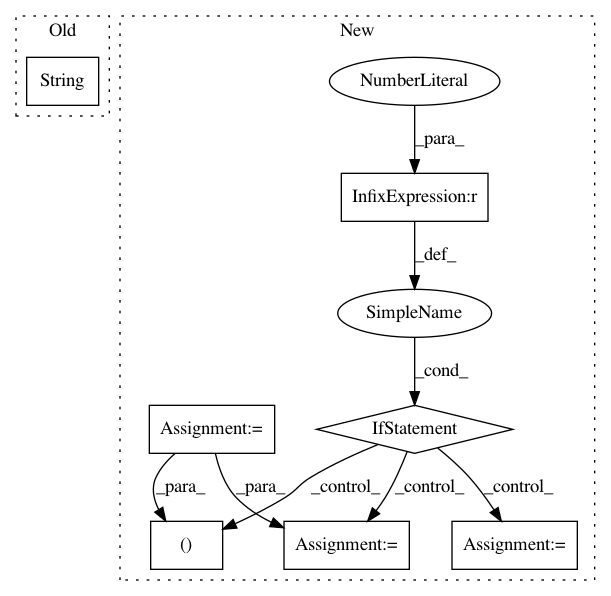 Old
New
String
NumberLiteral
_para_
InfixExpression:r
_def_
SimpleName
_cond_
Assignment:=
IfStatement
_para_
_para_
_control_
_control_
_control_
()
Assignment:=
Assignment:=